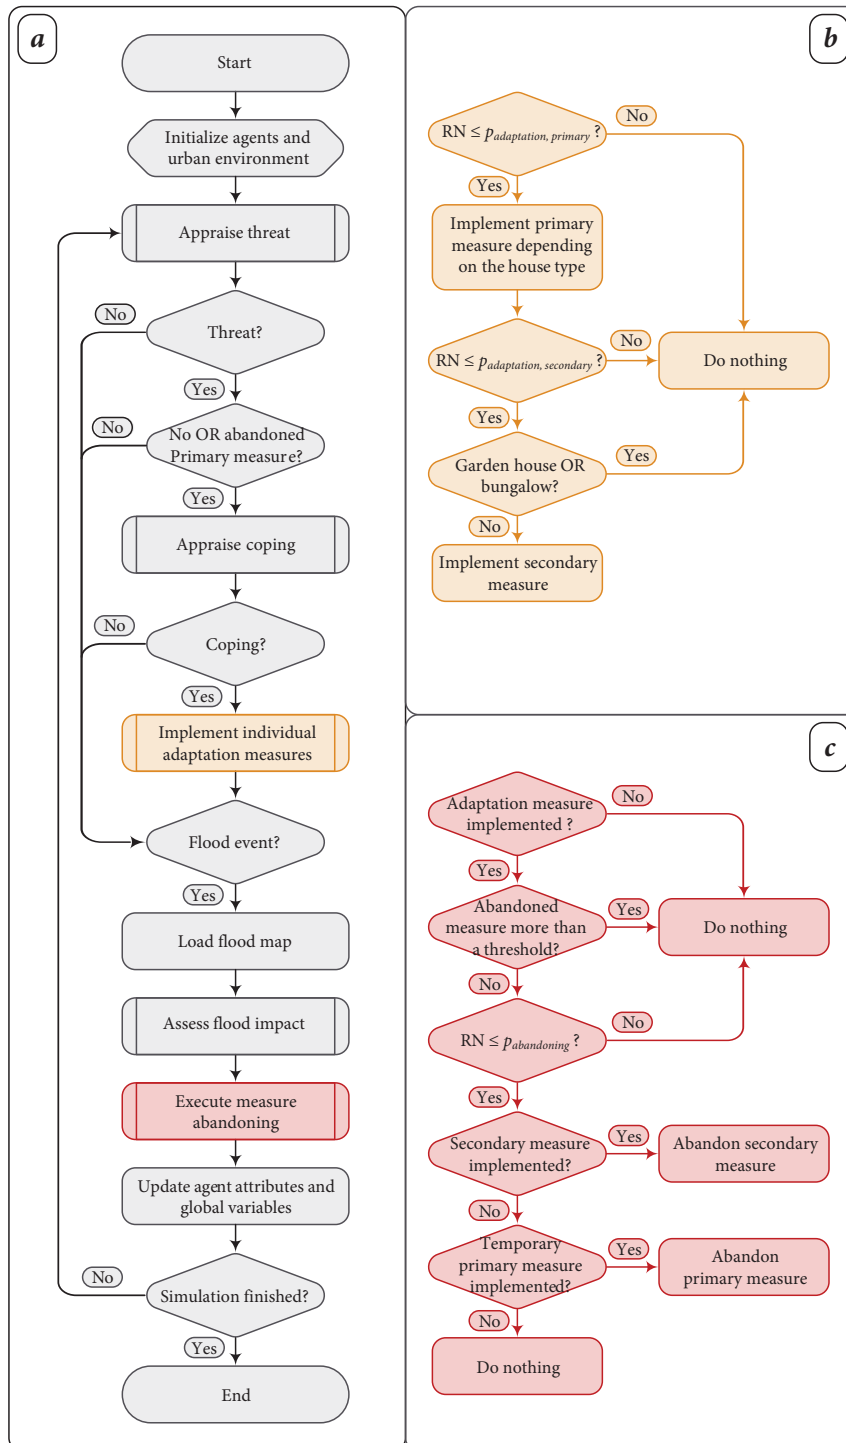 a
Start
Initialize agents and
urban environment
Appraise threat
No
Threat?
Yes
No
No OR abandoned
Primary measure?
Yes
Appraise coping
No
Coping?
Yes
Implement individual
adaptation measures
Flood event?
Yes
Load flood map
Assess flood impact
Execute measure
abandoning
Update agent attributes and
global variables
No
Simulation finished?
Yes
End
b
RN ≤ p adaptation, primary ?
No
Yes
Implement primary
measure depending
on the house type
RN ≤ p adaptation, secondary ?
No
Do nothing
Yes
Garden house OR
bungalow?
Yes
No
Implement secondary
measure
c
Adaptation measure
implemented ?
No
Yes
Abandoned
measure more than
a threshold?
Yes
Do nothing
No
RN ≤ p abandoning ?
No
Yes
Secondary measure
implemented?
Yes
Abandon secondary
measure
No
Temporary
primary measure
implemented?
Yes
Abandon
primary measure
No
Do nothing